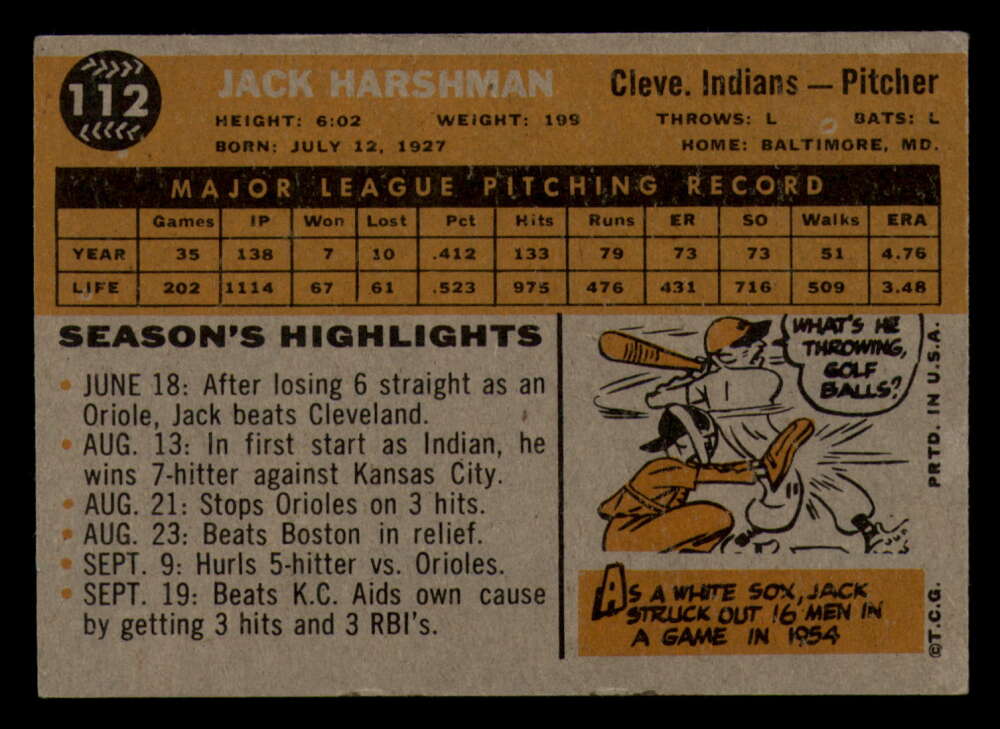 112
JACK HARSHMAN
Cleve. Indians — Pitcher
HEIGHT: 6:02 WEIGHT: 199 THROWS: L BATS: L
BORN: JULY 12, 1927 HOME: BALTIMORE, MD.
MAJOR LEAGUE PITCHING RECORD
Games IP Won Lost Pct Hits Runs ER SO Walks ERA
YEAR 35 138 7 10 .412 133 79 73 73 51 4.76
LIFE 202 1114 67 61 .523 975 476 431 716 509 3.48
SEASON'S HIGHLIGHTS
• JUNE 18: After losing 6 straight as an
Oriole, Jack beats Cleveland.
• AUG. 13: In first start as Indian, he
wins 7-hitter against Kansas City.
• AUG. 21: Stops Orioles on 3 hits.
• AUG. 23: Beats Boston in relief.
• SEPT. 9: Hurls 5-hitter vs. Orioles.
• SEPT. 19: Beats K.C. Aids own cause
by getting 3 hits and 3 RBI's.
WHAT'S HE
THROWING,
GOLF
BALLS?
AS A WHITE SOX, JACK
STRUCK OUT 16 MEN IN
A GAME IN 1954
©T.C.G. PRTD. IN U.S.A.